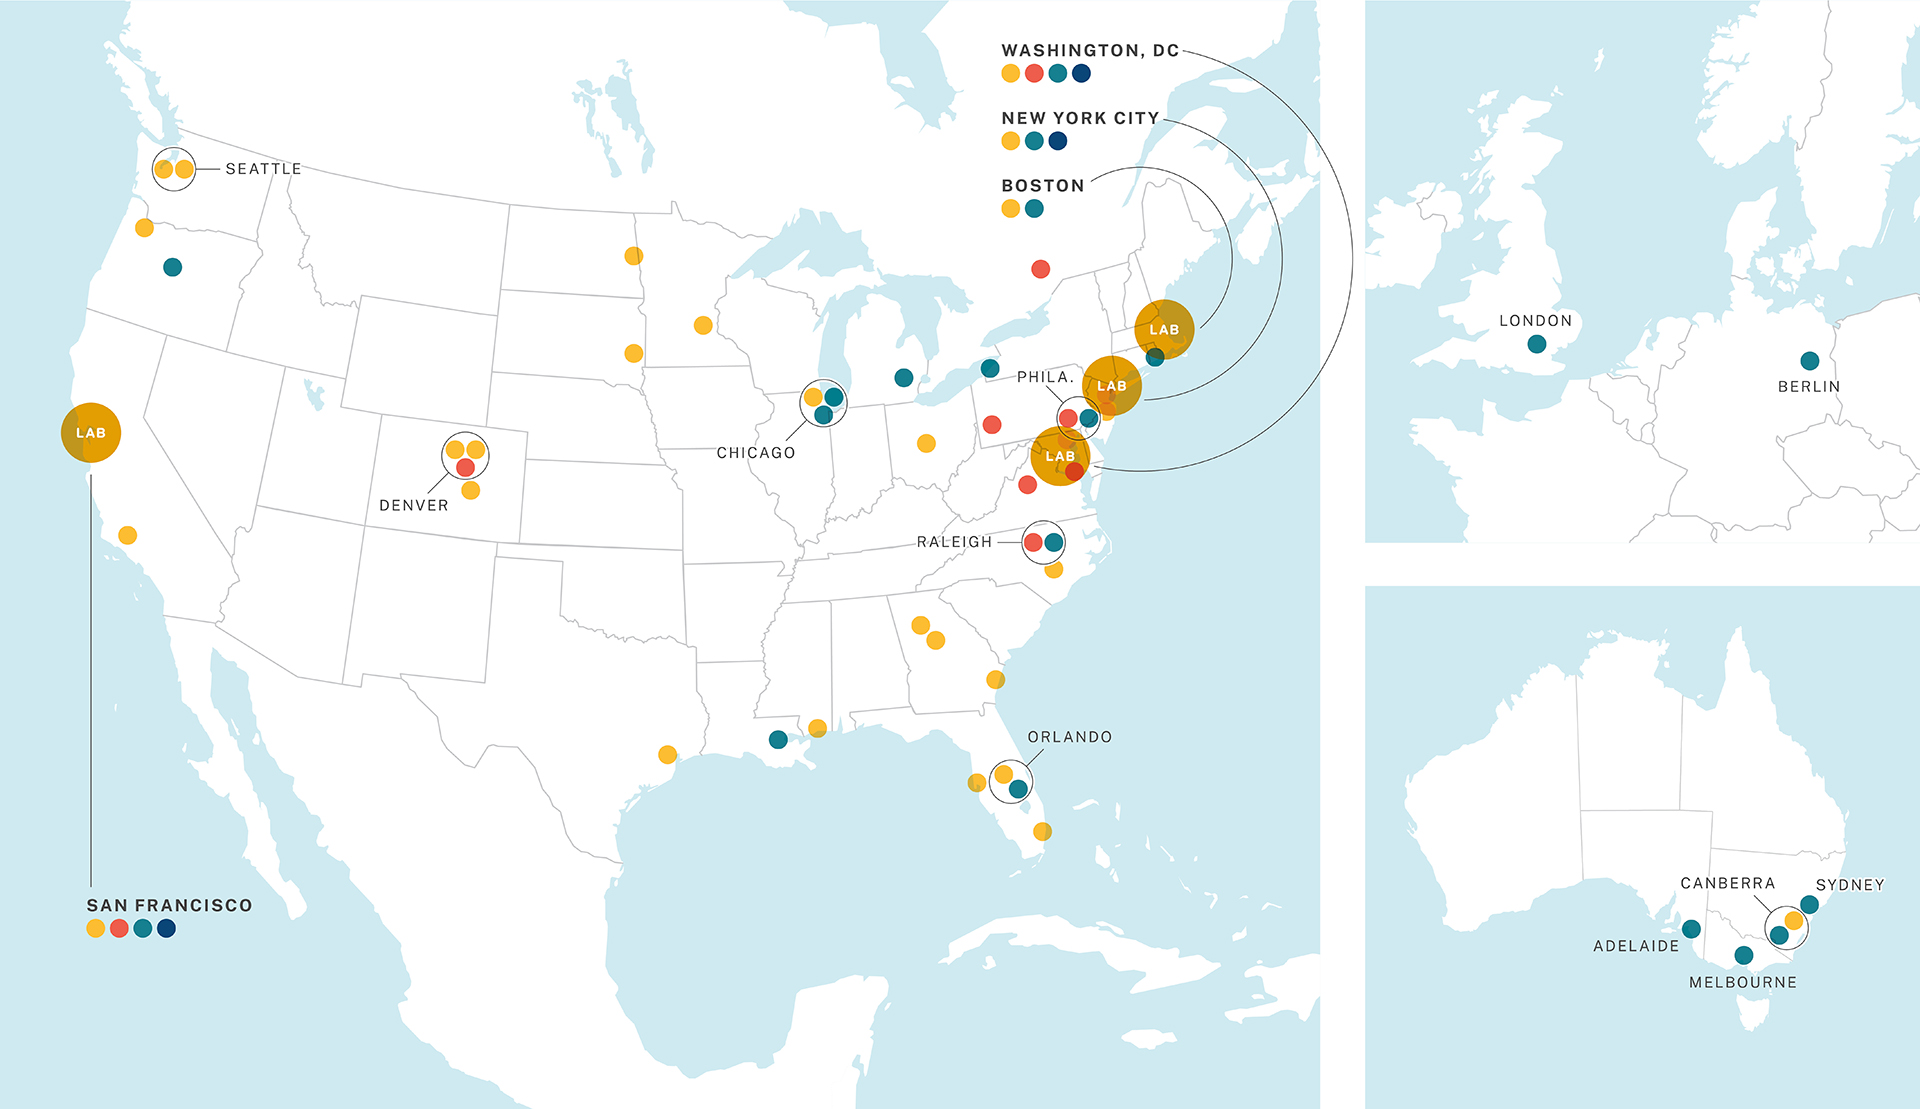 WASHINGTON, DC
NEW YORK CITY
BOSTON
SEATTLE
LAB
PHILA.
LAB
LAB
CHICAGO
LAB
DENVER
RALEIGH
ORLANDO
SAN FRANCISCO
LONDON
BERLIN
CANBERRA
SYDNEY
ADELAIDE
MELBOURNE